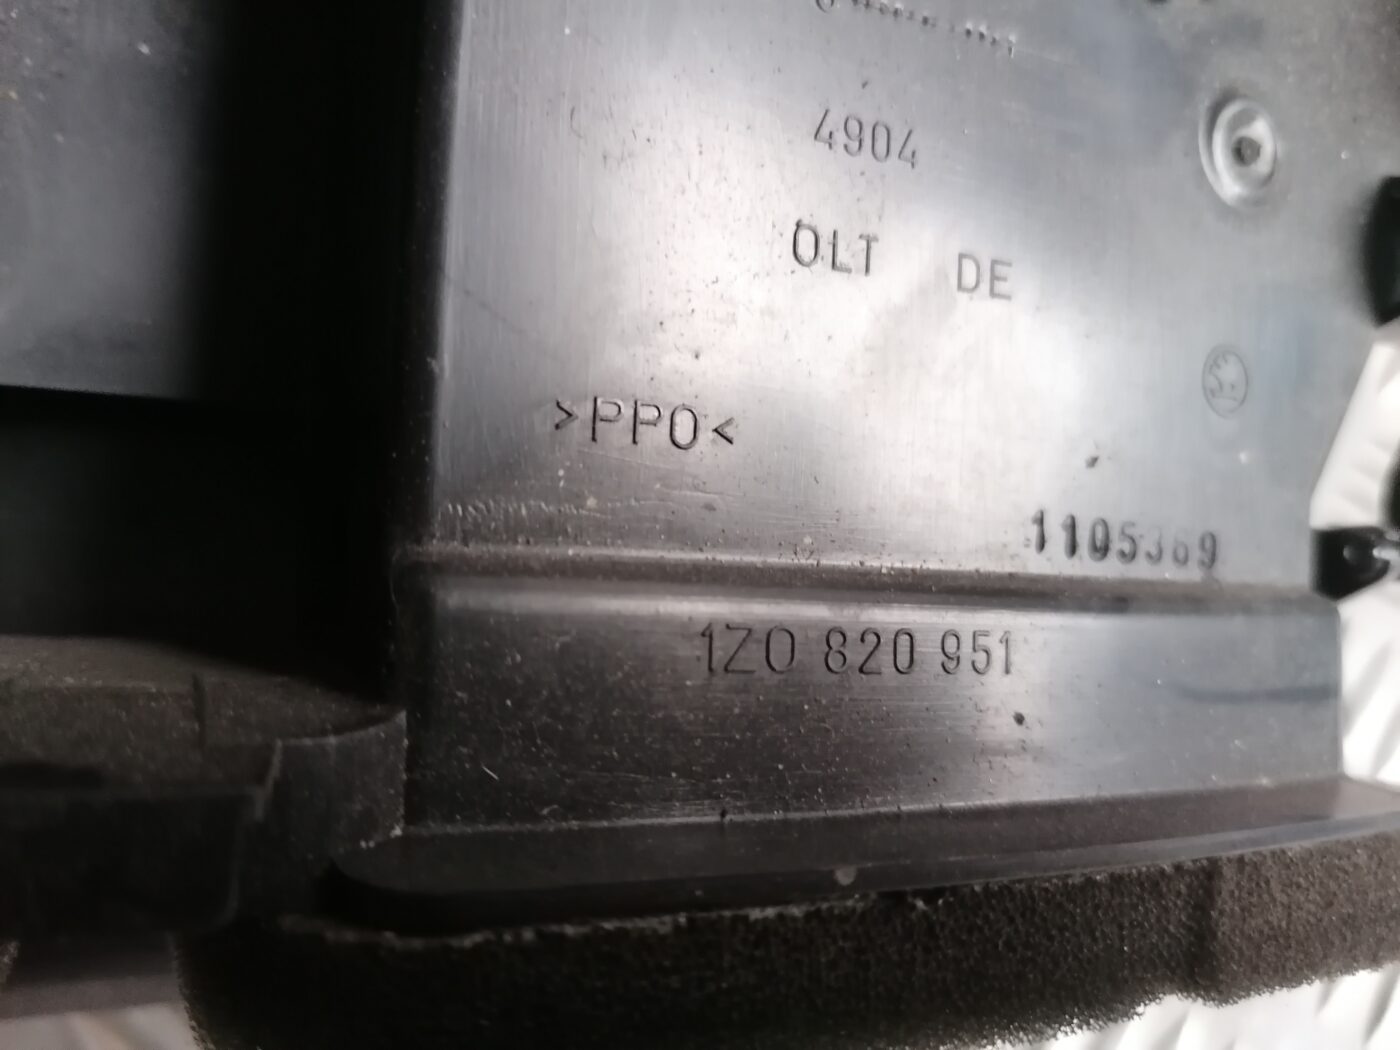 4904
OLT DE
>PPO<
1105369
1Z0 820 951